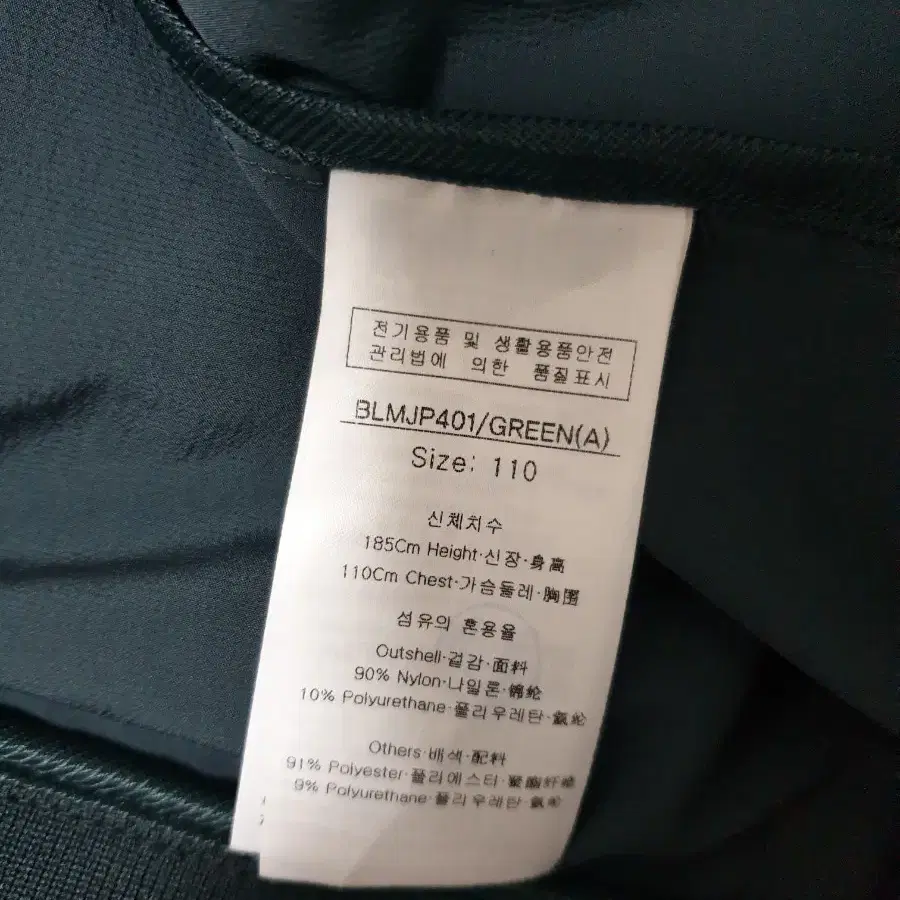 전기용품 및 생활용품안전
관리법에 의한 품질표시
BLMJP401/GREEN(A)
Size: 110
신체치수
185Cm Height·신장·身高
110Cm Chest·가슴둘레·胸围
섬유의 혼용율
Outshell·겉감·面料
90% Nylon·나일론·锦纶
10% Polyurethane·폴리우레탄·氨纶
Others·배색·配料
91% Polyester·폴리에스터·聚酯纤维
9% Polyurethane·폴리우레탄·氨纶